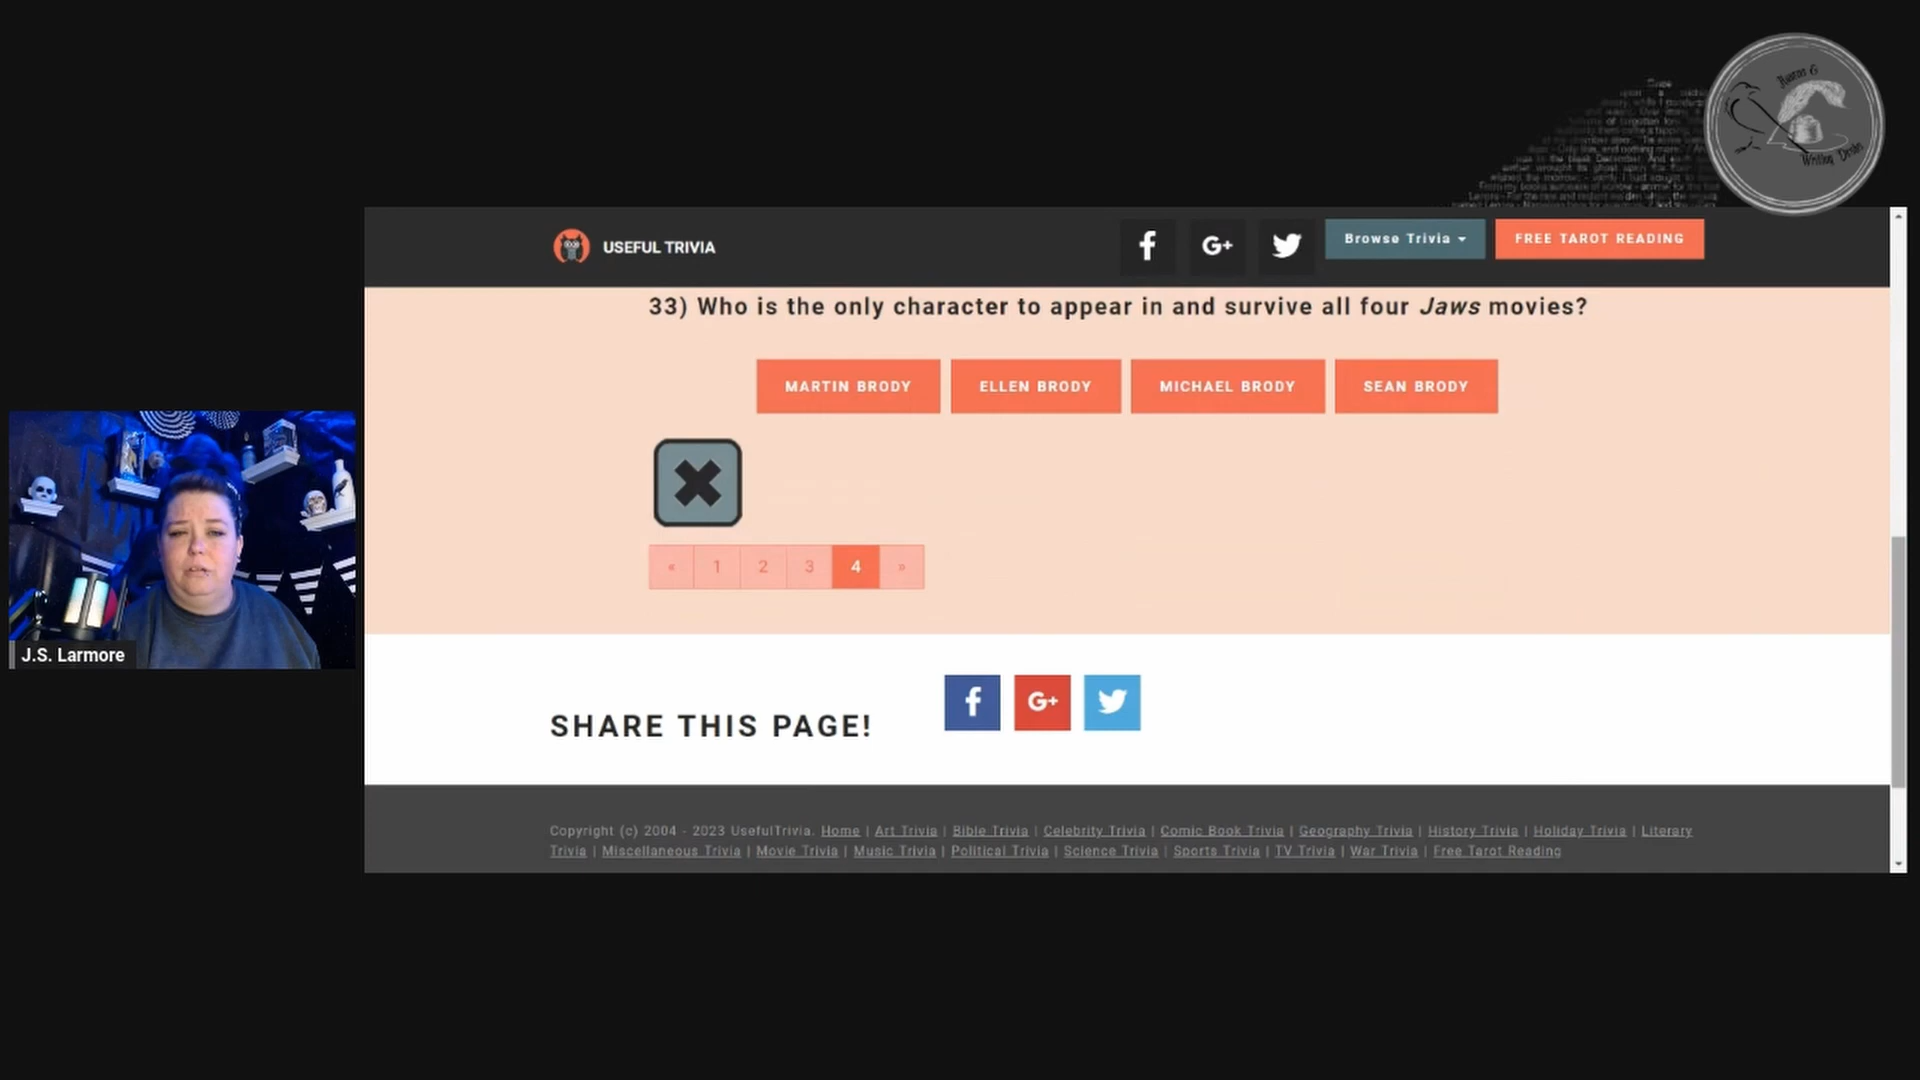 Ravens &
Writing Desks
USEFUL TRIVIA
G+
Browse Trivia
FREE TAROT READING
33) Who is the only character to appear in and survive all four Jaws movies?
MARTIN BRODY
ELLEN BRODY
MICHAEL BRODY
SEAN BRODY
« 1 2 3 4 »
J.S. Larmore
SHARE THIS PAGE!
G+
Copyright (c) 2004 - 2023 UsefulTrivia. Home | Art Trivia | Bible Trivia | Celebrity Trivia | Comic Book Trivia | Geography Trivia | History Trivia | Holiday Trivia | Literary
Trivia | Miscellaneous Trivia | Movie Trivia | Music Trivia | Political Trivia | Science Trivia | Sports Trivia | TV Trivia | War Trivia | Free Tarot Reading